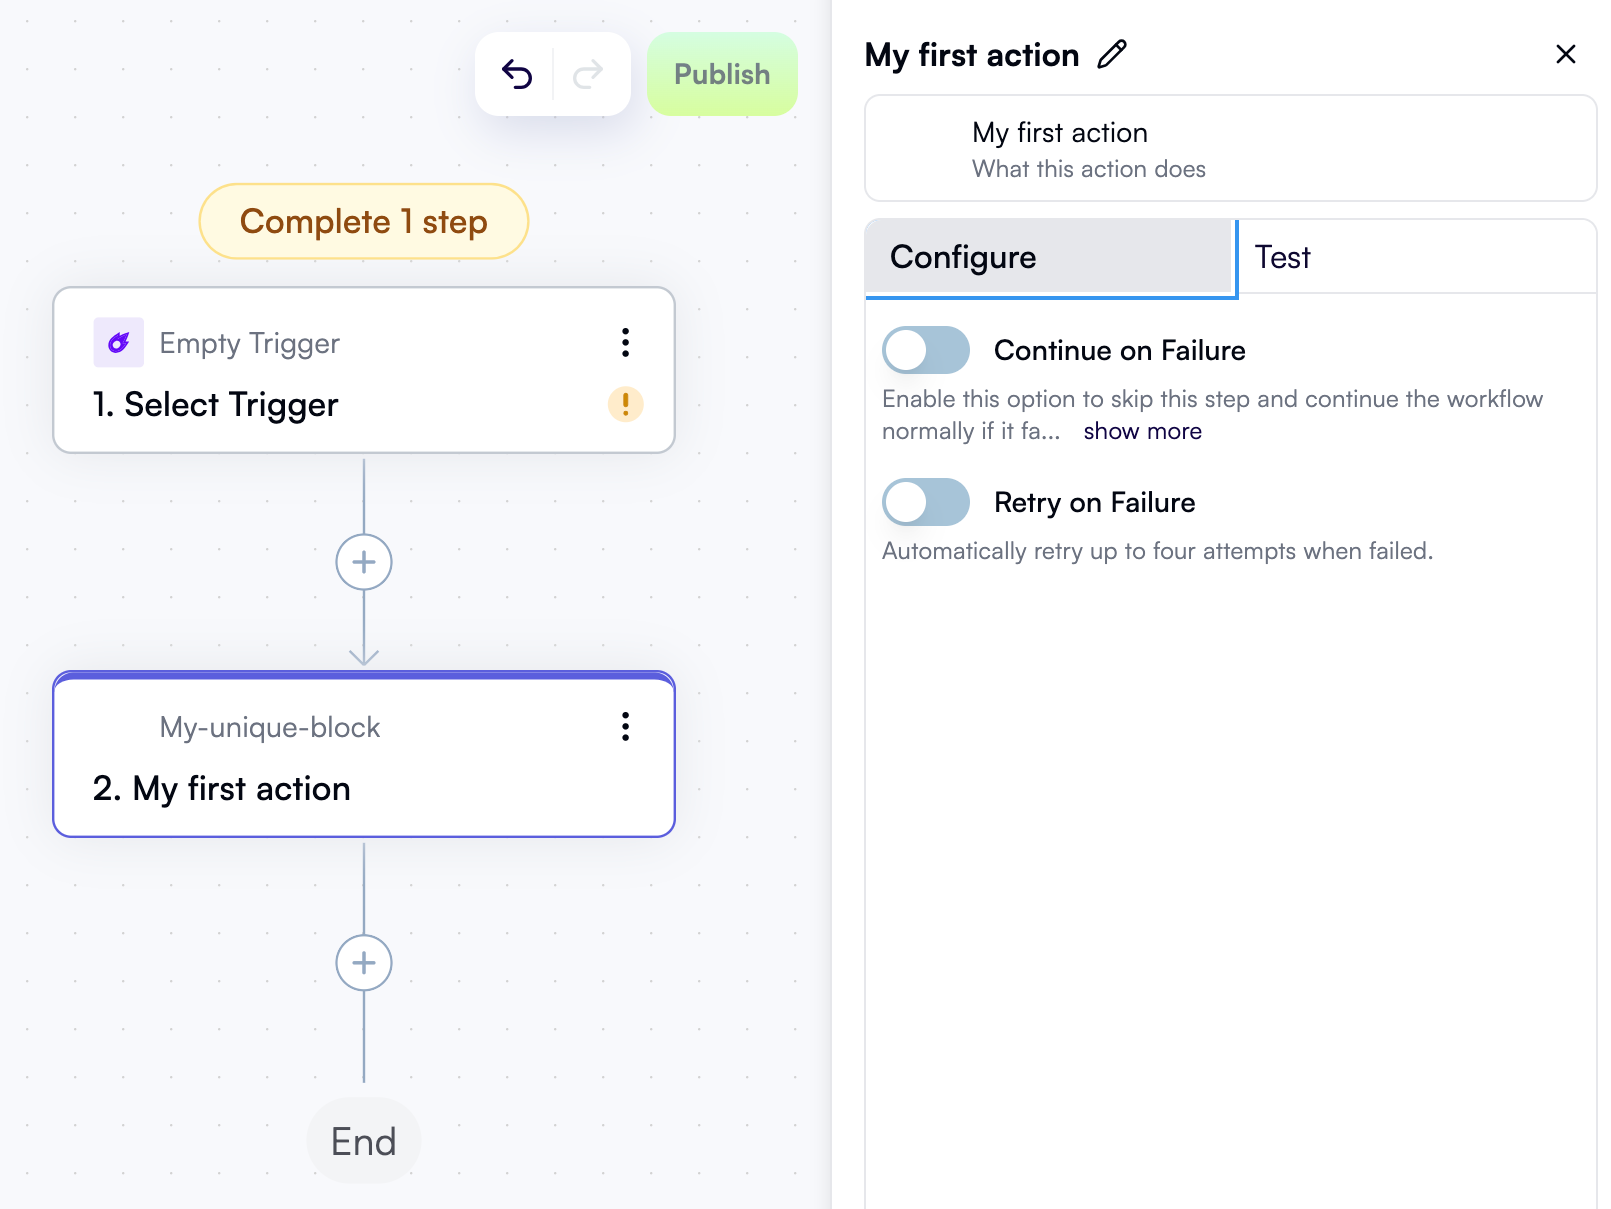 Publish
Complete 1 step
Empty Trigger
1. Select Trigger
My-unique-block
2. My first action
End
My first action
My first action
What this action does
Configure
Test
Continue on Failure
Enable this option to skip this step and continue the workflow
normally if it fa... show more
Retry on Failure
Automatically retry up to four attempts when failed.